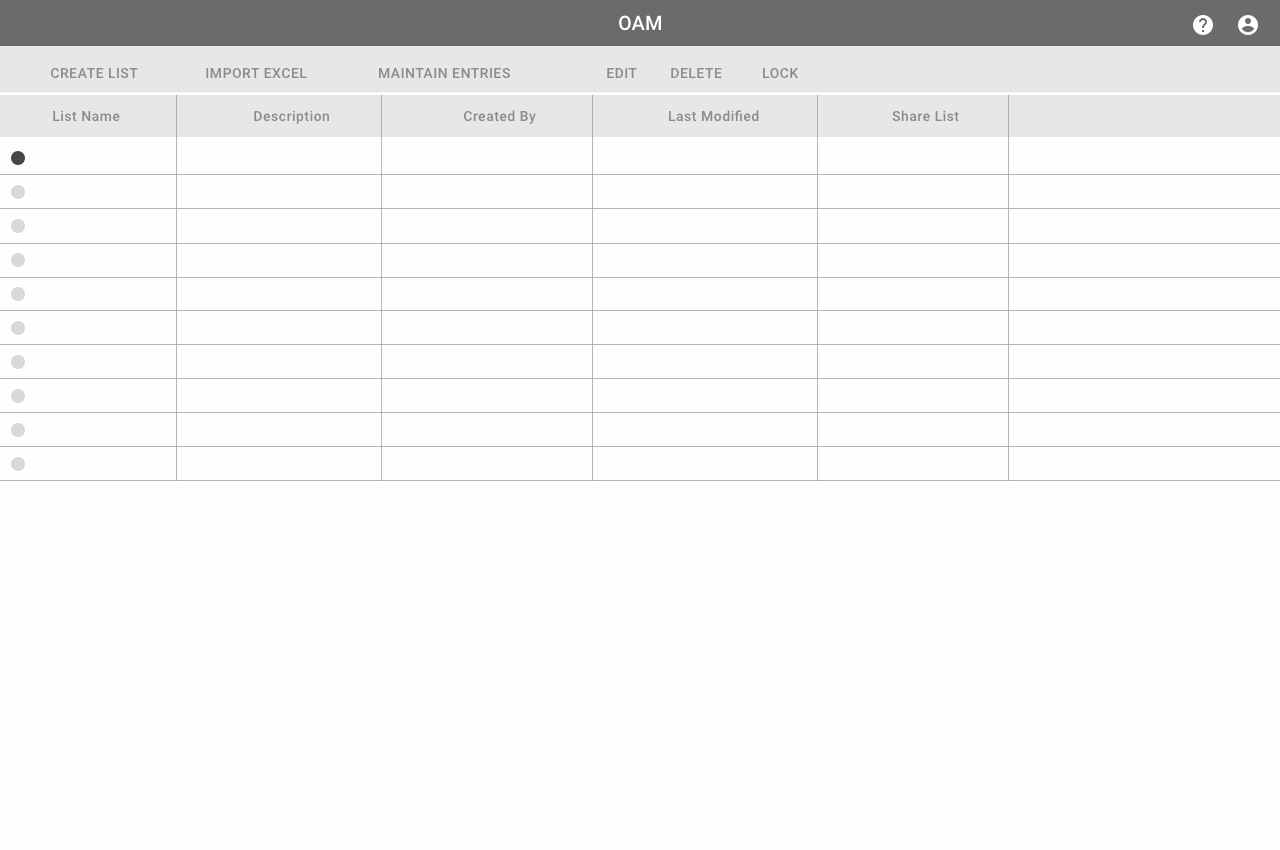 OAM
CREATE LIST IMPORT EXCEL MAINTAIN ENTRIES EDIT DELETE LOCK
List Name Description Created By Last Modified Share List